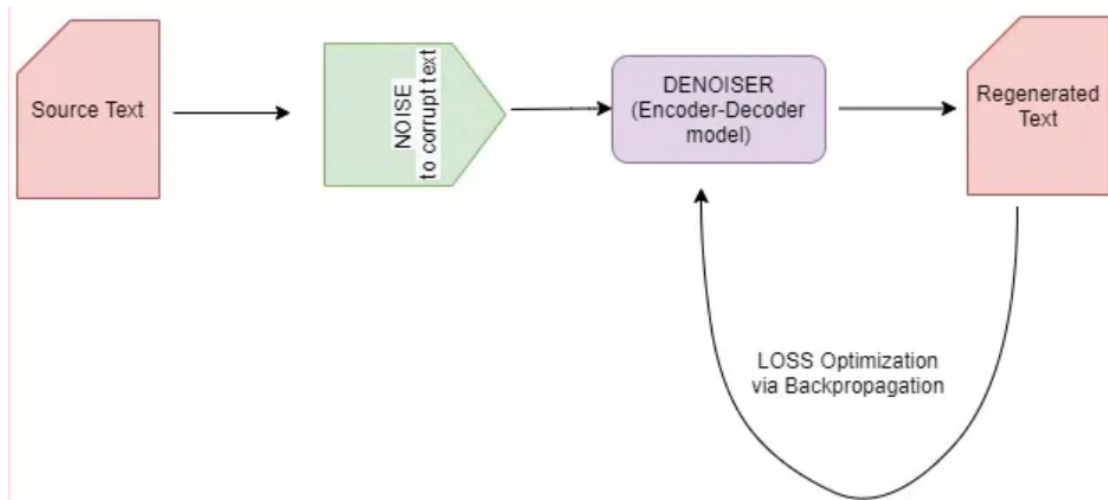 Source Text
NOISE
to corrupt text
DENOISER
(Encoder-Decoder
model)
Regenerated
Text
LOSS Optimization
via Backpropagation